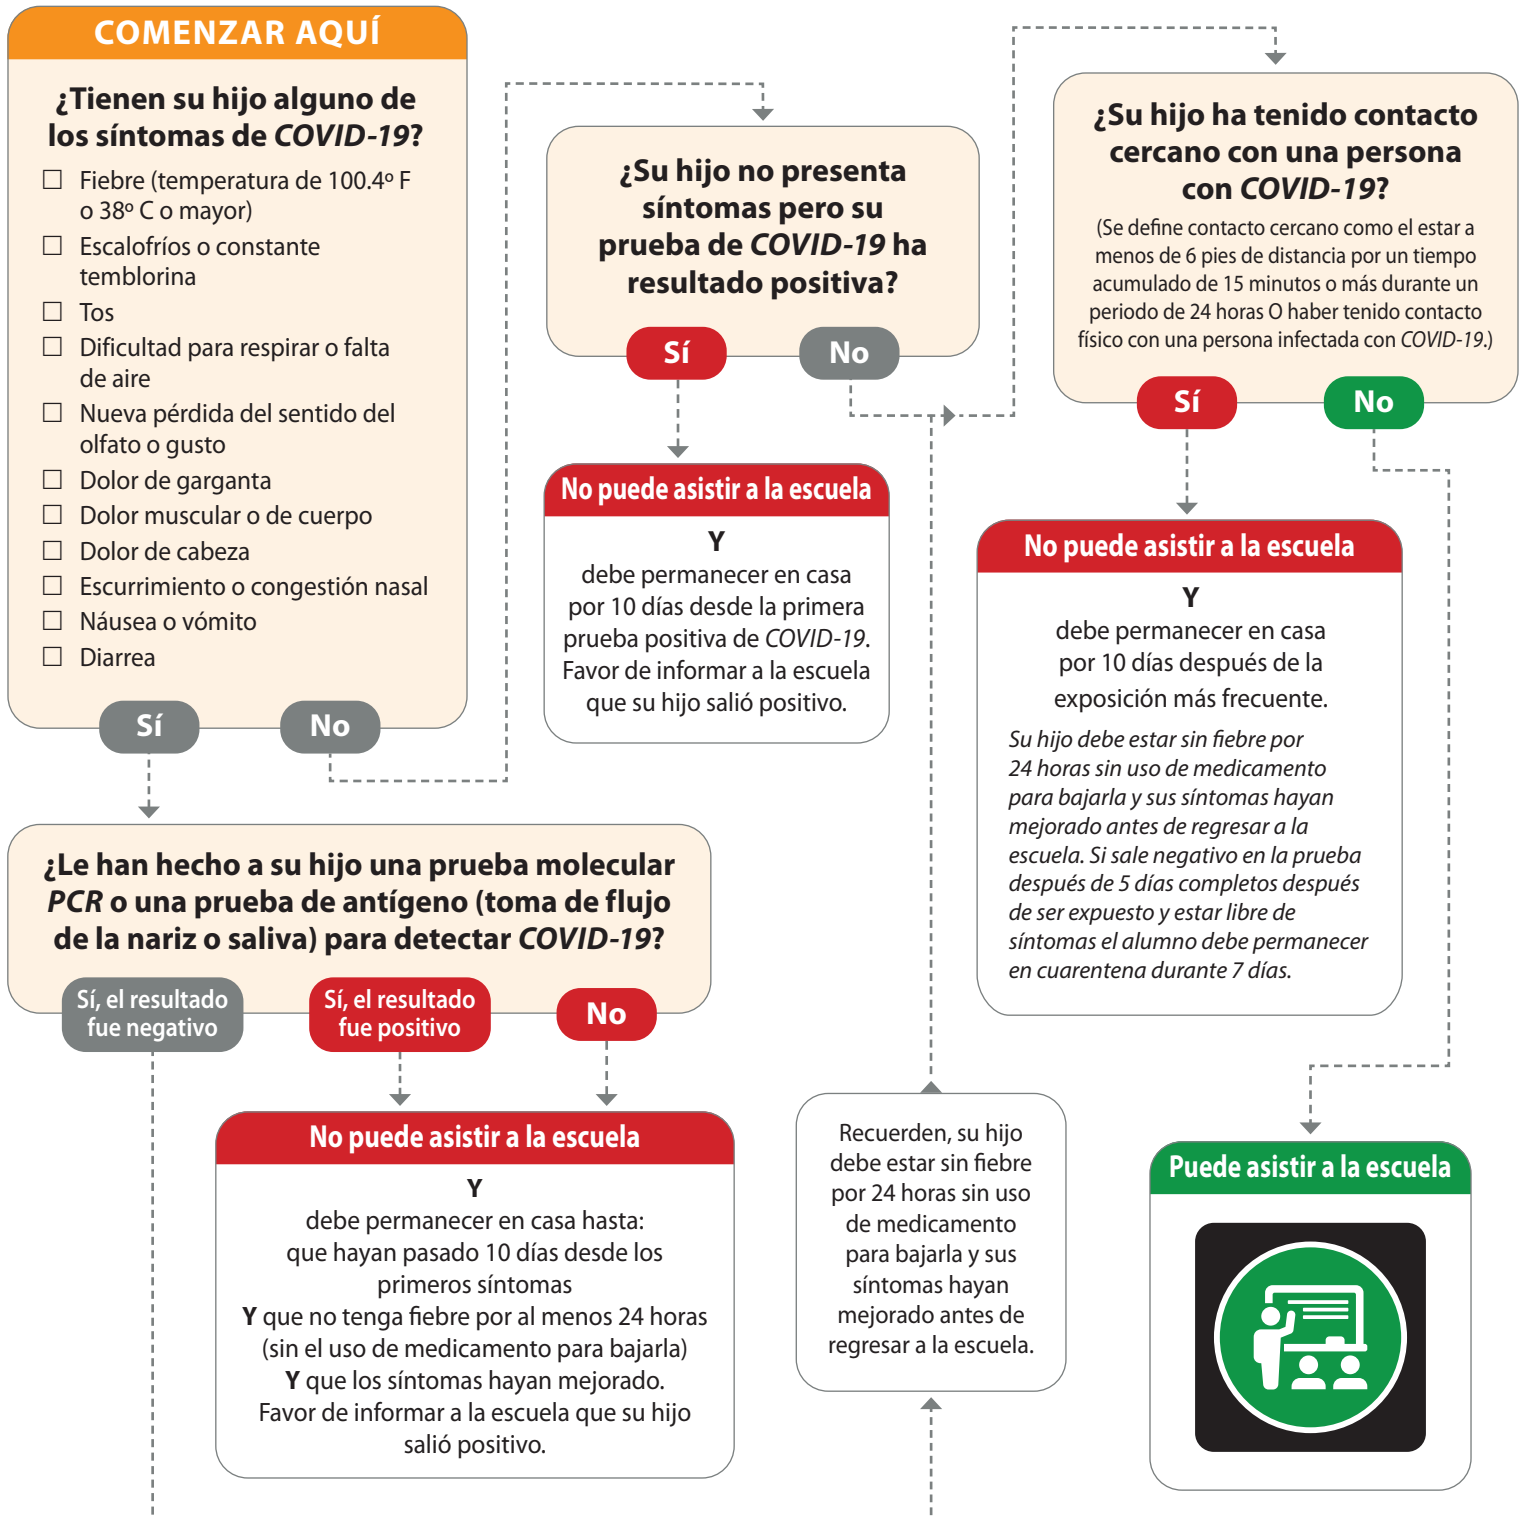 COMENZAR AQUÍ
¿Tienen su hijo alguno de
los síntomas de COVID-19?
☐ Fiebre (temperatura de 100.4º F
o 38º C o mayor)
☐ Escalofríos o constante
temblorina
☐ Tos
☐ Dificultad para respirar o falta
de aire
☐ Nueva pérdida del sentido del
olfato o gusto
☐ Dolor de garganta
☐ Dolor muscular o de cuerpo
☐ Dolor de cabeza
☐ Escurrimiento o congestión nasal
☐ Náusea o vómito
☐ Diarrea
Sí
No
¿Le han hecho a su hijo una prueba molecular
PCR o una prueba de antígeno (toma de flujo
de la nariz o saliva) para detectar COVID-19?
Sí, el resultado
fue negativo
Sí, el resultado
fue positivo
No
No puede asistir a la escuela
Y
debe permanecer en casa hasta:
que hayan pasado 10 días desde los
primeros síntomas
Y que no tenga fiebre por al menos 24 horas
(sin el uso de medicamento para bajarla)
Y que los síntomas hayan mejorado.
Favor de informar a la escuela que su hijo
salió positivo.
¿Su hijo no presenta
síntomas pero su
prueba de COVID-19 ha
resultado positiva?
Sí
No
No puede asistir a la escuela
Y
debe permanecer en casa
por 10 días desde la primera
prueba positiva de COVID-19.
Favor de informar a la escuela
que su hijo salió positivo.
Recuerden, su hijo
debe estar sin fiebre
por 24 horas sin uso
de medicamento
para bajarla y sus
síntomas hayan
mejorado antes de
regresar a la escuela.
¿Su hijo ha tenido contacto
cercano con una persona
con COVID-19?
(Se define contacto cercano como el estar a
menos de 6 pies de distancia por un tiempo
acumulado de 15 minutos o más durante un
periodo de 24 horas O haber tenido contacto
físico con una persona infectada con COVID-19.)
Sí
No
No puede asistir a la escuela
Y
debe permanecer en casa
por 10 días después de la
exposición más frecuente.
Su hijo debe estar sin fiebre por
24 horas sin uso de medicamento
para bajarla y sus síntomas hayan
mejorado antes de regresar a la
escuela. Si sale negativo en la prueba
después de 5 días completos después
de ser expuesto y estar libre de
síntomas el alumno debe permanecer
en cuarentena durante 7 días.
Puede asistir a la escuela